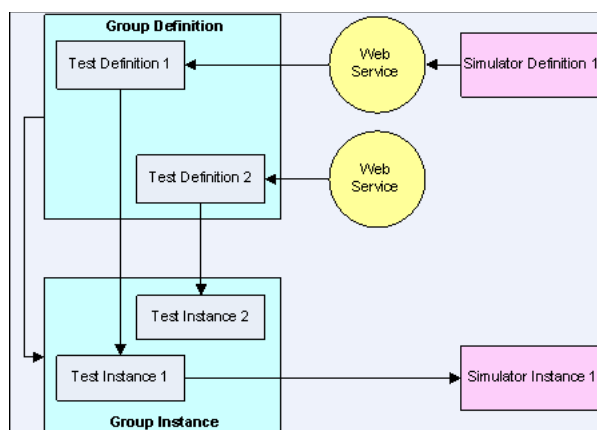 Group Definition
Test Definition 1
Web
Service
Simulator Definition 1
Test Definition 2
Web
Service
Test Instance 2
Test Instance 1
Simulator Instance 1
Group Instance